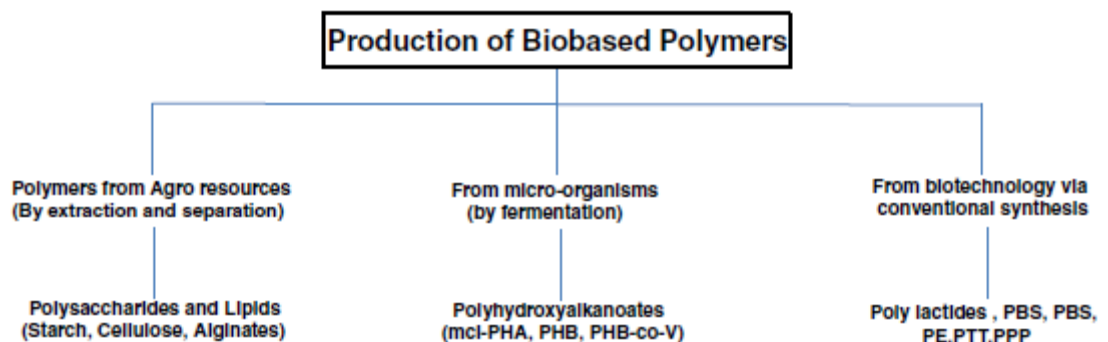 Production of Biobased Polymers
Polymers from Agro resources
(By extraction and separation)
From micro-organisms
(by fermentation)
From biotechnology via
conventional synthesis
Polysaccharides and Lipids
(Starch, Cellulose, Alginates)
Polyhydroxyalkanoates
(mcl-PHA, PHB, PHB-co-V)
Poly lactides , PBS, PBS,
PE,PTT,PPP